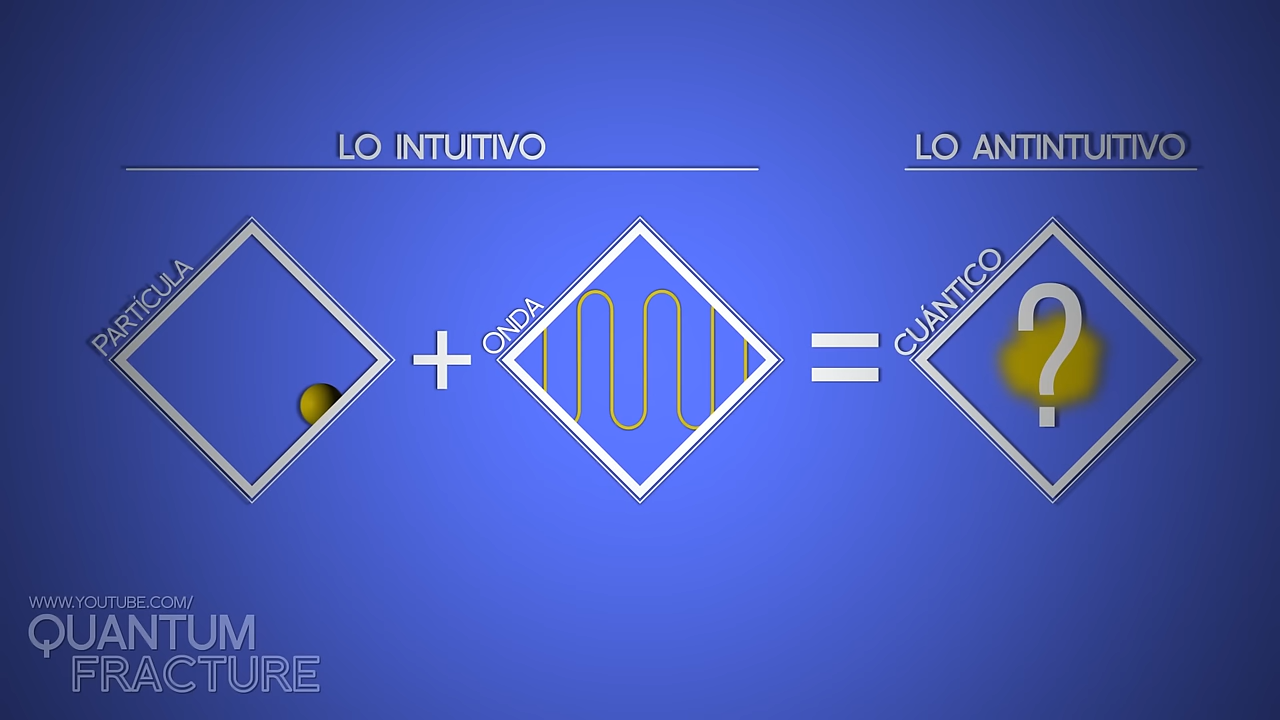 LO INTUITIVO
LO ANTINTUITIVO
PARTÍCULA
+
ONDA
=
CUÁNTICO
?
WWW.YOUTUBE.COM/
QUANTUM
FRACTURE